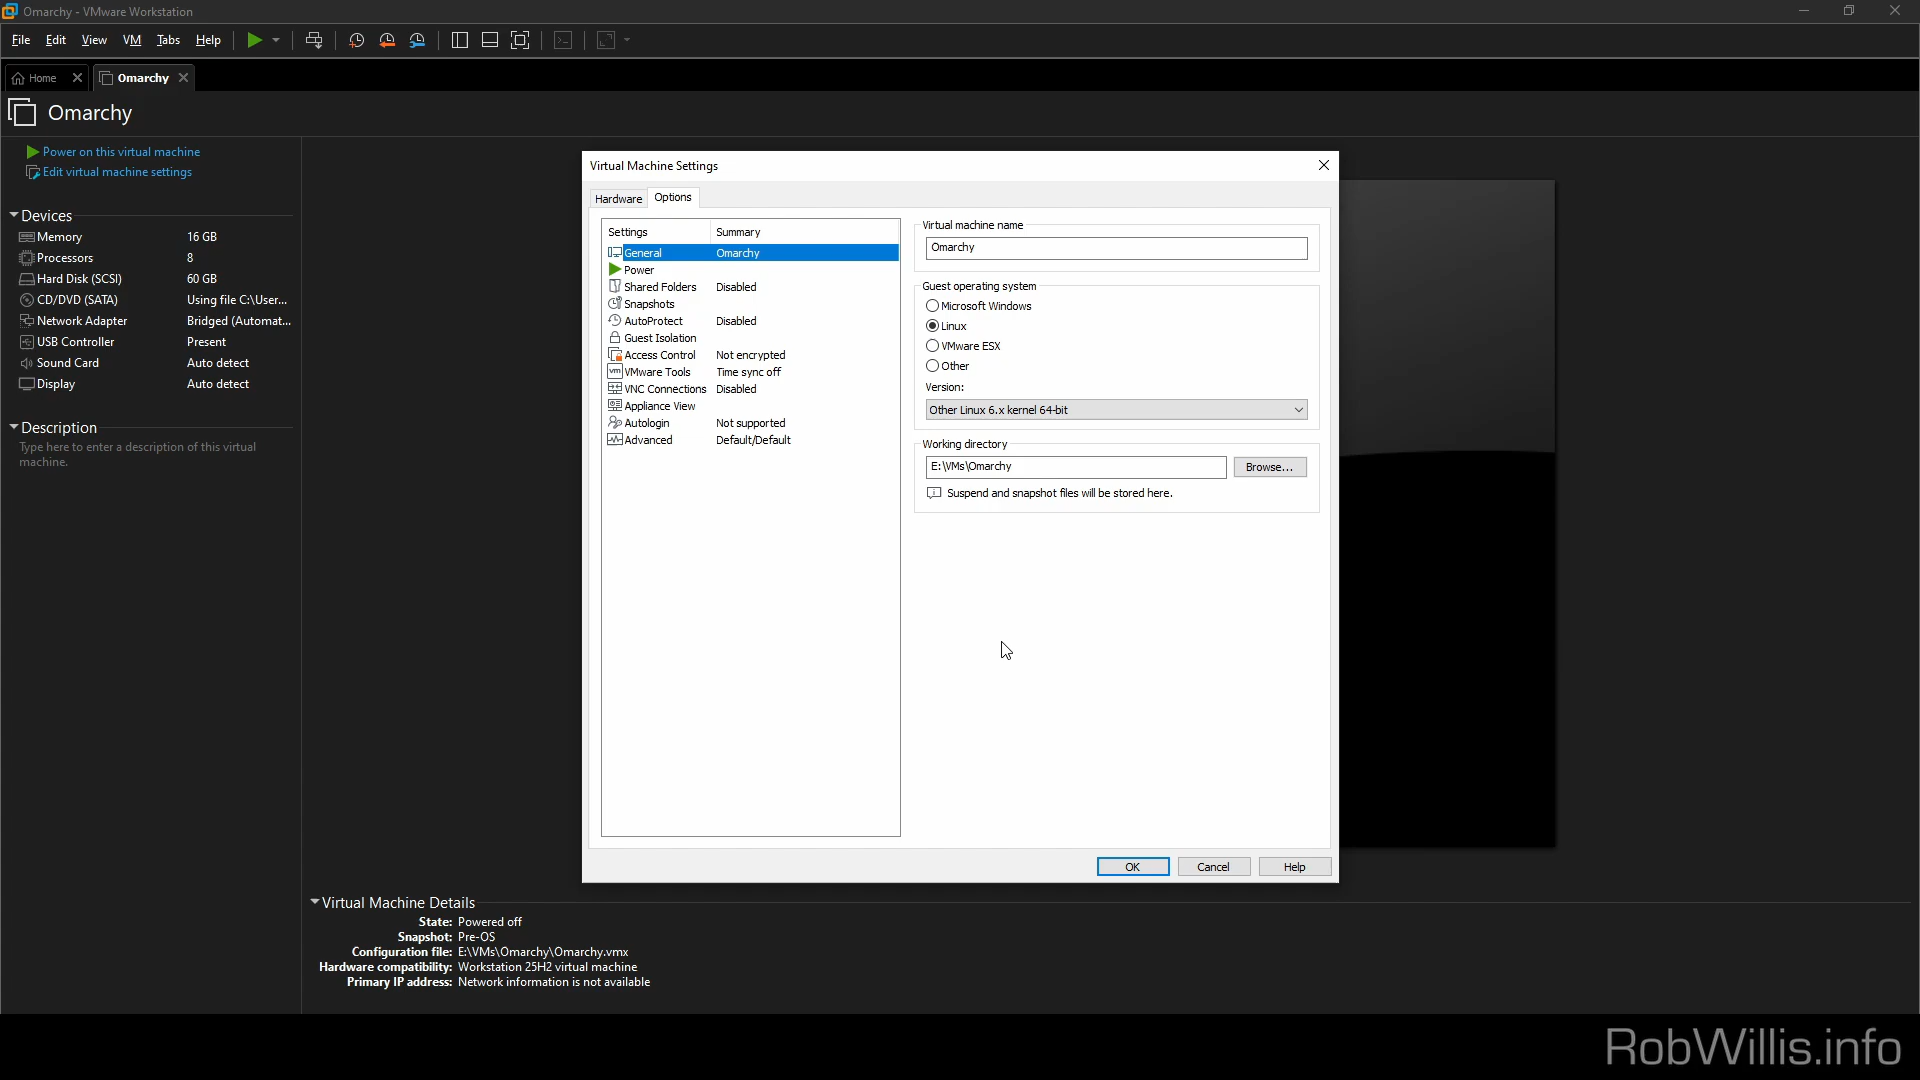 Omarchy - VMware Workstation
File Edit View VM Tabs Help
Home Omarchy
Omarchy
Power on this virtual machine
Edit virtual machine settings
Devices
Memory 16 GB
Processors 8
Hard Disk (SCSI) 60 GB
CD/DVD (SATA) Using file C:\User...
Network Adapter Bridged (Automat...
USB Controller Present
Sound Card Auto detect
Display Auto detect
Description
Type here to enter a description of this virtual
machine.
Virtual Machine Settings
Hardware Options
Settings Summary
General Omarchy
Power
Shared Folders Disabled
Snapshots
AutoProtect Disabled
Guest Isolation
Access Control Not encrypted
VMware Tools Time sync off
VNC Connections Disabled
Appliance View
Autologin Not supported
Advanced Default/Default
Virtual machine name
Omarchy
Guest operating system
Microsoft Windows
Linux
VMware ESX
Other
Version:
Other Linux 6.x kernel 64-bit
Working directory
E:\VMs\Omarchy Browse...
Suspend and snapshot files will be stored here.
OK Cancel Help
Virtual Machine Details
State: Powered off
Snapshot: Pre-OS
Configuration file: E:\VMs\Omarchy\Omarchy.vmx
Hardware compatibility: Workstation 25H2 virtual machine
Primary IP address: Network information is not available
RobWillis.info